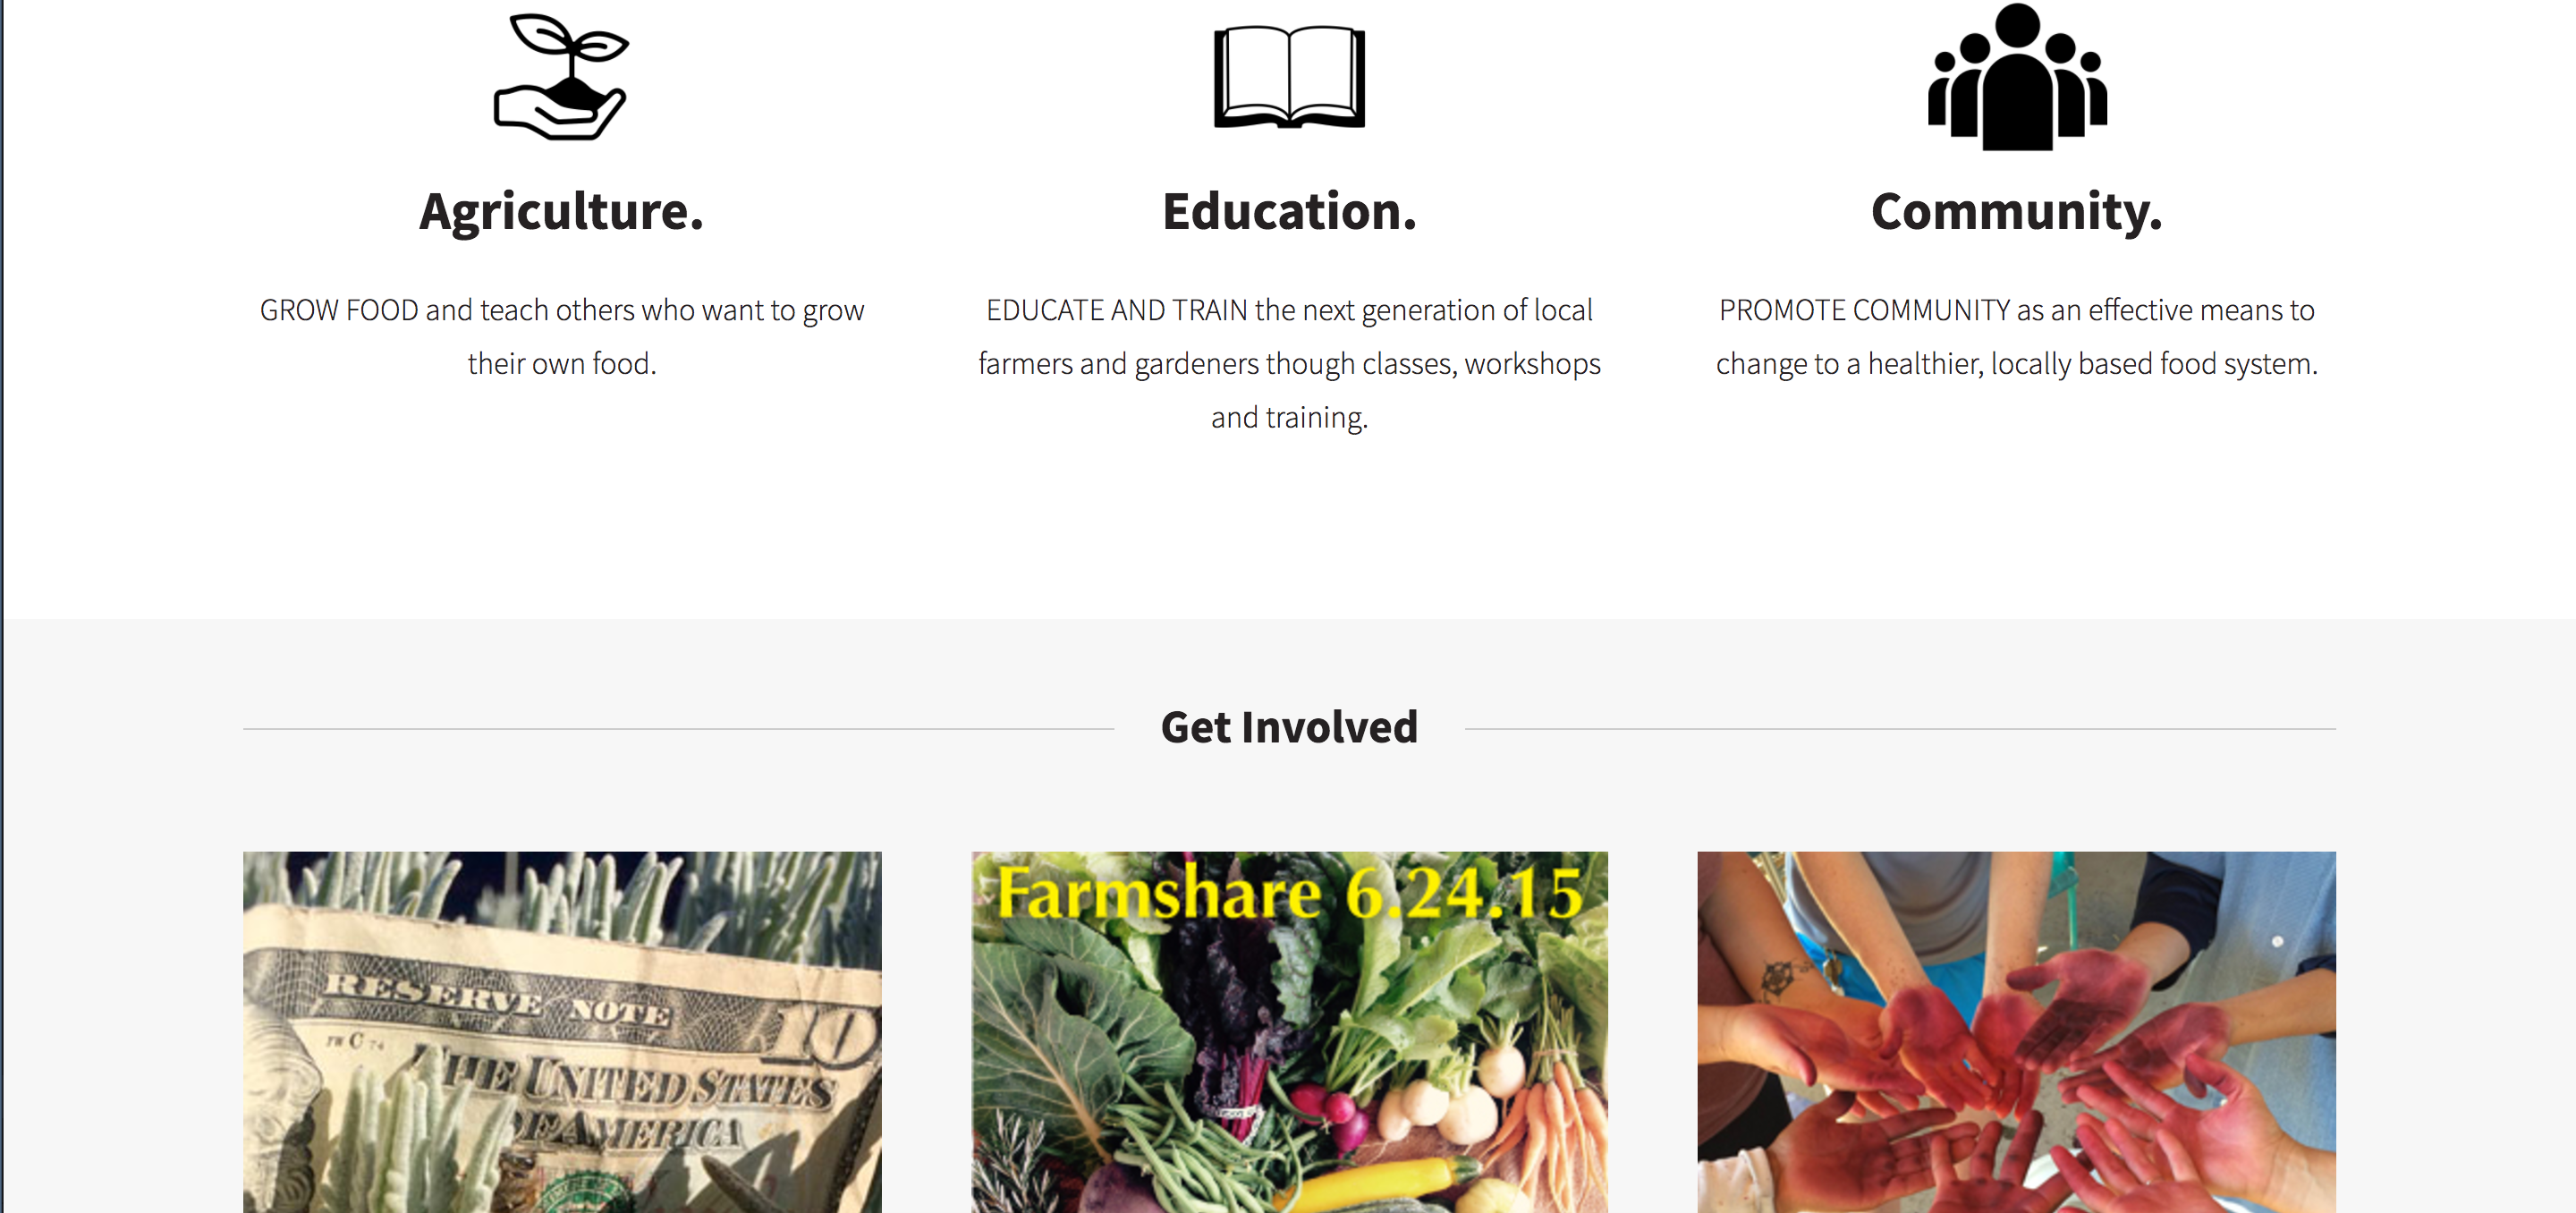 Agriculture.
Education.
Community.
GROW FOOD and teach others who want to grow
their own food.
EDUCATE AND TRAIN the next generation of local
farmers and gardeners though classes, workshops
and training.
PROMOTE COMMUNITY as an effective means to
change to a healthier, locally based food system.
Get Involved
RESERVE NOTE
10
THE UNITED STATES
OF AMERICA
Farmshare 6.24.15